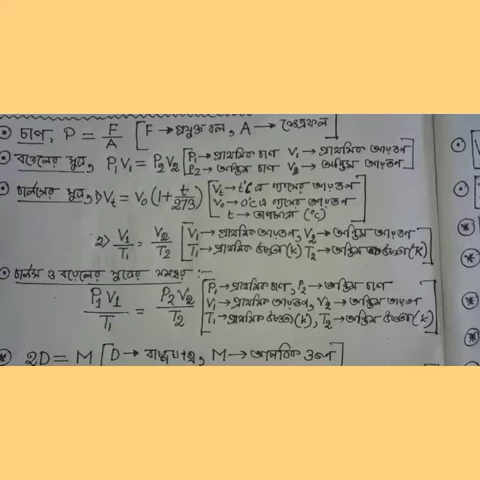 চাপ, P = F/A [F → প্রযুক্ত বল, A → ক্ষেত্রফল]
বয়েলের সূত্র, P₁V₁ = P₂V₂ [P₁ → প্রাথমিক চাপ V₁ → প্রাথমিক আয়তন
P₂ → অন্তিম চাপ V₂ → অন্তিম আয়তন]
চার্লসের সূত্র, 1) Vt = V₀ (1 + t/273) [Vt → t°C এ গ্যাসের আয়তন
V₀ → 0°C এ গ্যাসের আয়তন
t → তাপমাত্রা (°C)]
2) V₁/T₁ = V₂/T₂ [V₁ → প্রাথমিক আয়তন, V₂ → অন্তিম আয়তন
T₁ → প্রাথমিক উষ্ণতা (K) T₂ → অন্তিম উষ্ণতা (K)]
চার্লস ও বয়েলের সূত্রের সমন্বয় :-
P₁V₁/T₁ = P₂V₂/T₂ [P₁ → প্রাথমিক চাপ, P₂ → অন্তিম চাপ
V₁ → প্রাথমিক আয়তন, V₂ → অন্তিম আয়তন
T₁ → প্রাথমিক উষ্ণতা (K), T₂ → অন্তিম উষ্ণতা (K)]
2D = M [D → বাষ্পঘনত্ব, M → আণবিক ওজন]